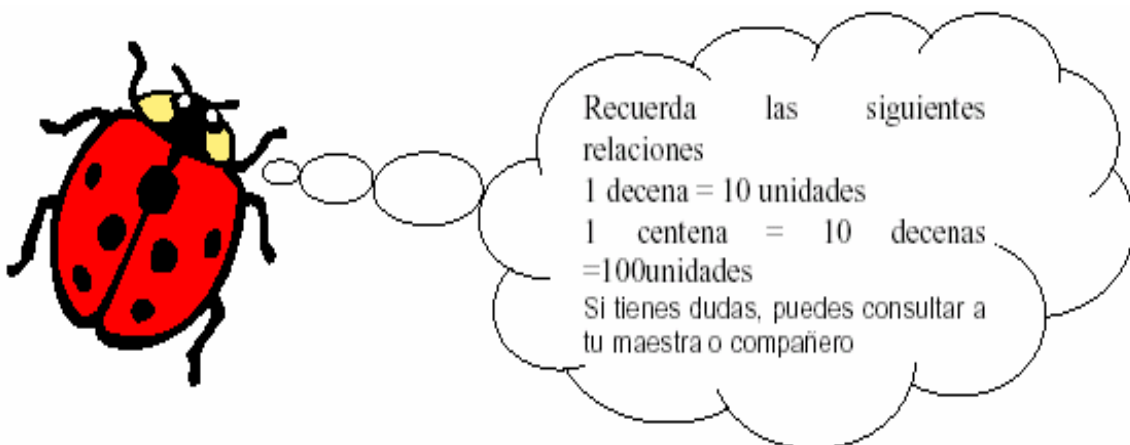 Recuerda las siguientes
relaciones
1 decena = 10 unidades
1 centena = 10 decenas
=100unidades
Si tienes dudas, puedes consultar a
tu maestra o compañero